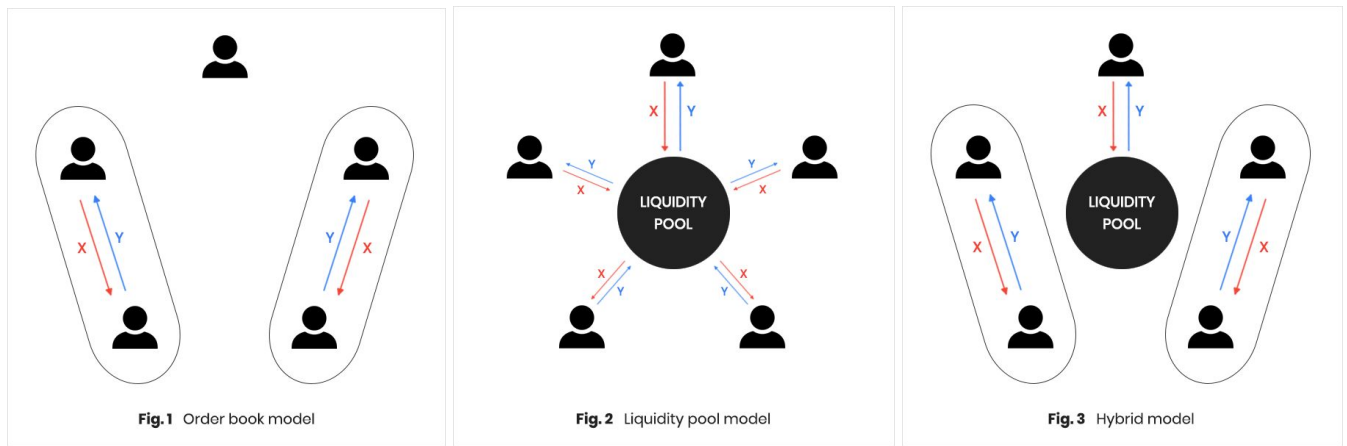 X
Y
Y
X
Fig. 1 Order book model
X
Y
Y
X
Y
X
LIQUIDITY
POOL
X
Y
X
Y
Fig. 2 Liquidity pool model
X
Y
X
Y
Y
X
LIQUIDITY
POOL
Fig. 3 Hybrid model